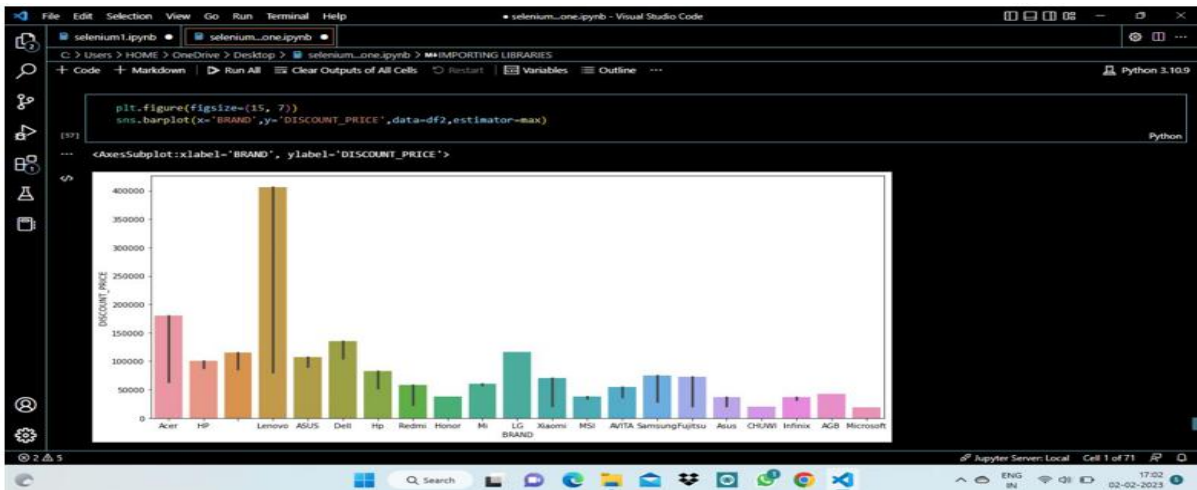 File Edit Selection View Go Run Terminal Help ● selenium...one.ipynb - Visual Studio Code
selenium1.ipynb ● selenium...one.ipynb ●
C: > Users > HOME > OneDrive > Desktop > selenium...one.ipynb > M↓IMPORTING LIBRARIES
+ Code + Markdown Run All Clear Outputs of All Cells Restart Variables Outline ... Python 3.10.9
plt.figure(figsize=(15, 7))
sns.barplot(x='BRAND',y='DISCOUNT_PRICE',data=df2,estimator=max)
[57] Python
... <AxesSubplot:xlabel='BRAND', ylabel='DISCOUNT_PRICE'>
400000
350000
300000
250000
200000
150000
100000
50000
0
DISCOUNT_PRICE
Acer HP Lenovo ASUS Dell Hp Redmi Honor Mi LG Xiaomi MSI AVITA Samsung Fujitsu Asus CHUWI Infinix AGB Microsoft
BRAND
2 5 Jupyter Server: Local Cell 1 of 71
Search ENG 17:02
IN 02-02-2023